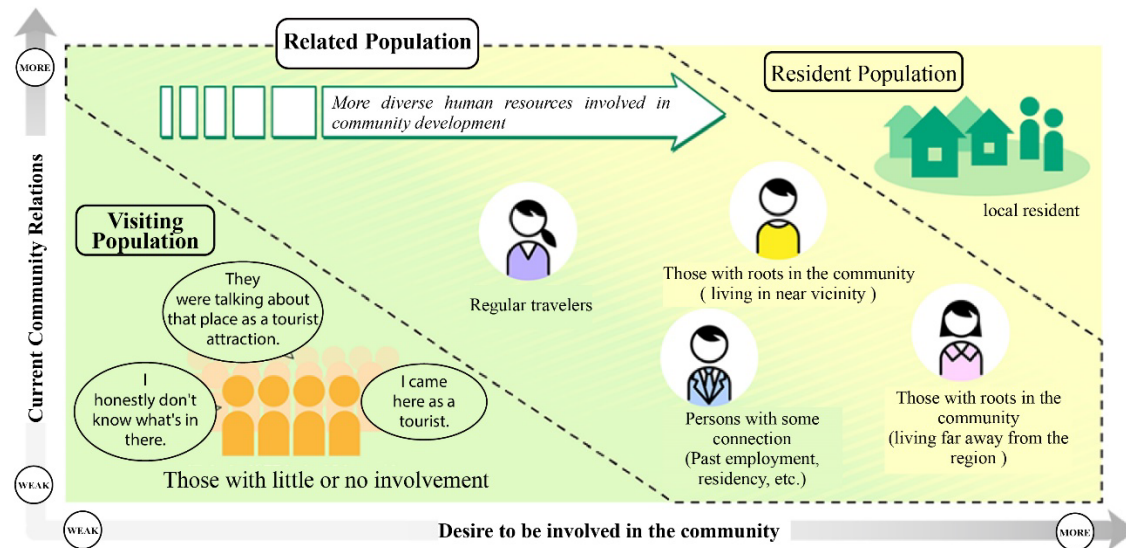 MORE
Current Community Relations
WEAK
Related Population
Resident Population
More diverse human resources involved in
community development
local resident
Visiting
Population
They
were talking about
that place as a tourist
attraction.
I
honestly don't
know what's in
there.
I came
here as a
tourist.
Those with little or no involvement
Regular travelers
Those with roots in the community
( living in near vicinity )
Persons with some
connection
(Past employment,
residency, etc.)
Those with roots in the
community
(living far away from the
region )
WEAK
Desire to be involved in the community
MORE